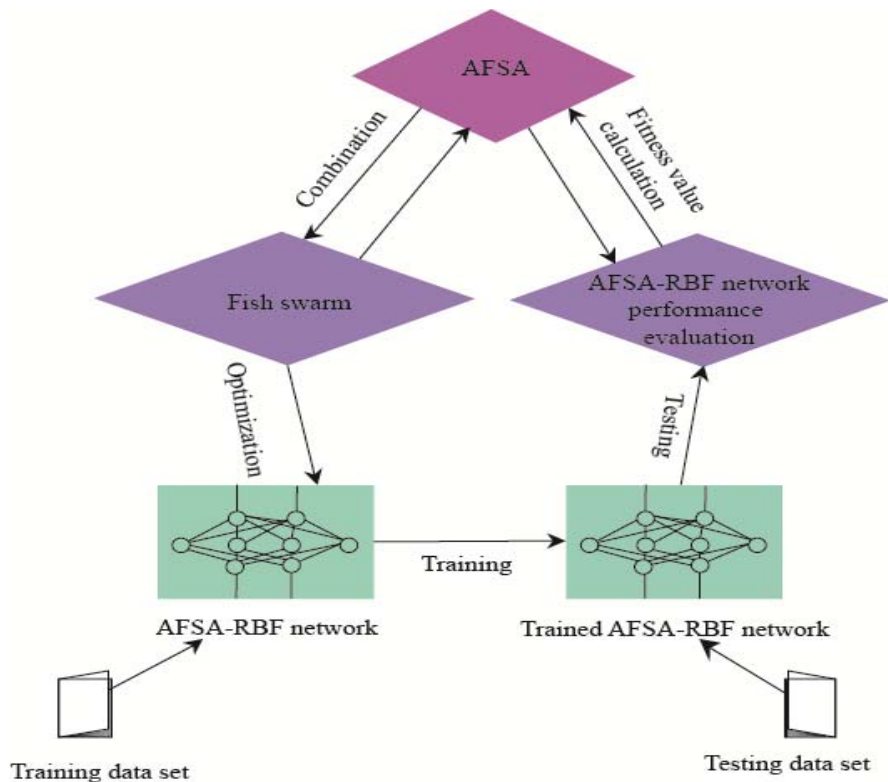 AFSA
Combination
Fitness value
calculation
Fish swarm
AFSA-RBF network
performance
evaluation
Optimization
Testing
Training
AFSA-RBF network
Trained AFSA-RBF network
Training data set
Testing data set